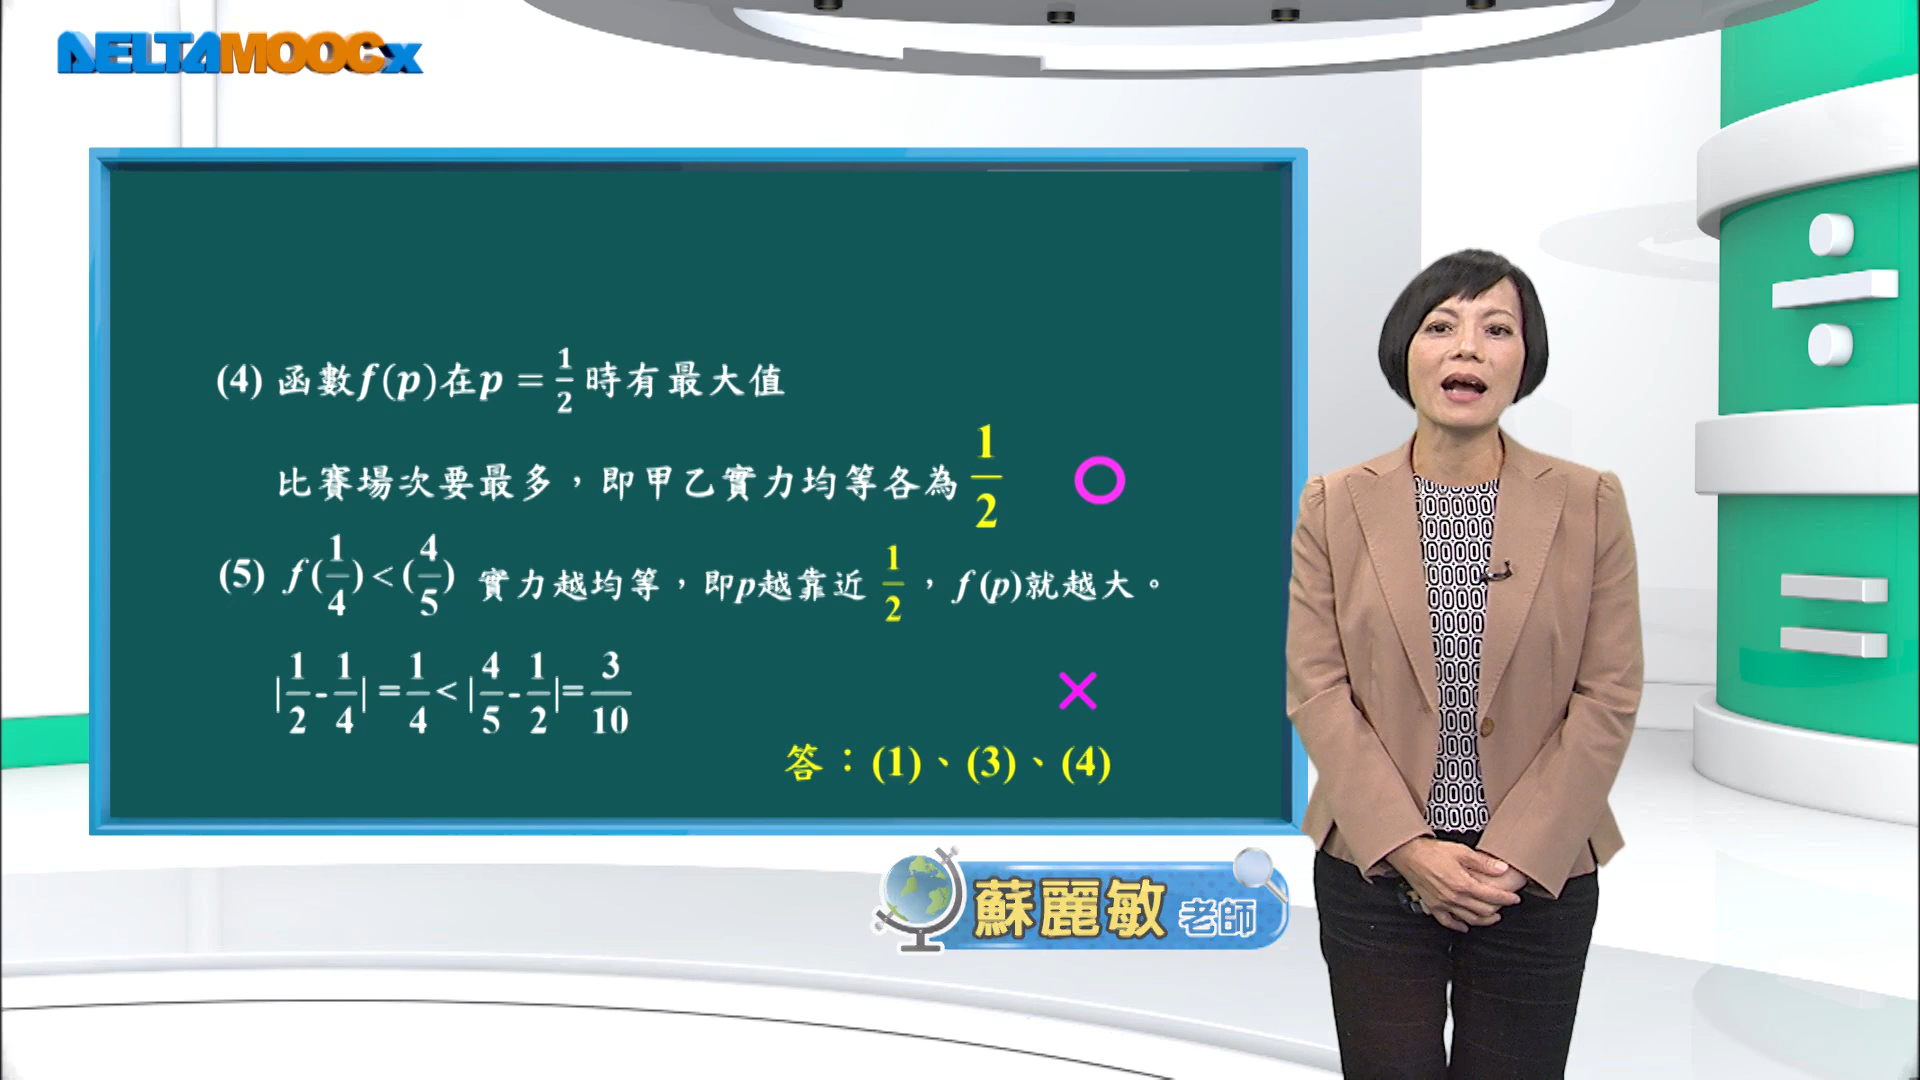 DELTAMOOCx
(4) 函數f(p)在p = 1/2 時有最大值
比賽場次要最多，即甲乙實力均等各為 1/2 ○
(5) f(1/4) < (4/5) 實力越均等，即p越靠近 1/2 ，f (p)就越大。
|1/2 - 1/4| = 1/4 < |4/5 - 1/2| = 3/10 ×
答：(1)、(3)、(4)
蘇麗敏 老師